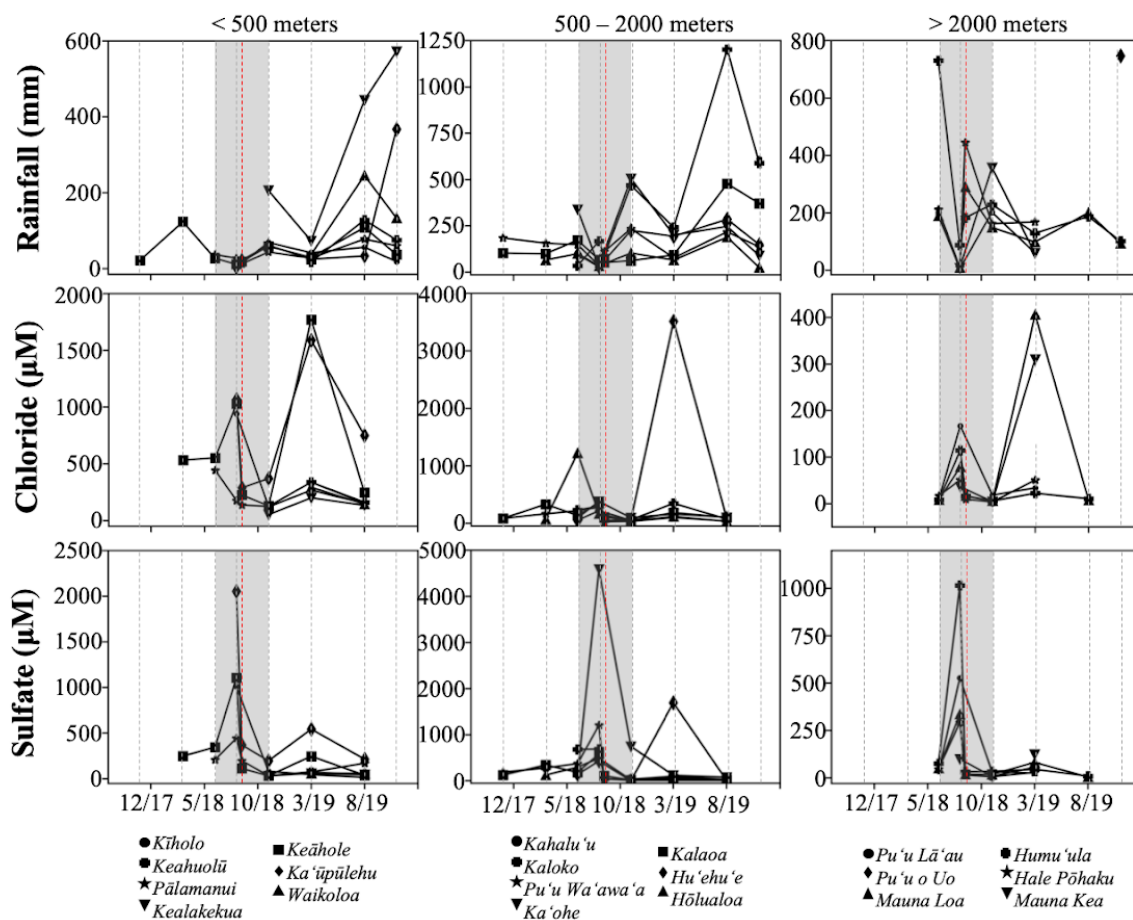 < 500 meters
500 – 2000 meters
> 2000 meters
Rainfall (mm)
600
400
200
0
1250
1000
750
500
250
0
800
600
400
200
0
Chloride (µM)
2000
1500
1000
500
0
4000
3000
2000
1000
0
400
300
200
100
0
Sulfate (µM)
2500
2000
1500
1000
500
0
5000
4000
3000
2000
1000
0
1000
750
500
250
0
12/17 5/18 10/18 3/19 8/19
12/17 5/18 10/18 3/19 8/19
12/17 5/18 10/18 3/19 8/19
Kīholo
Keahuolū
Pālamanui
Kealakekua
Keāhole
Kaʻūpūlehu
Waikoloa
Kahaluʻu
Kaloko
Puʻu Waʻawaʻa
Kaʻohe
Kalaoa
Huʻehuʻe
Hōlualoa
Puʻu Lāʻau
Puʻu o Uo
Mauna Loa
Humuʻula
Hale Pōhaku
Mauna Kea